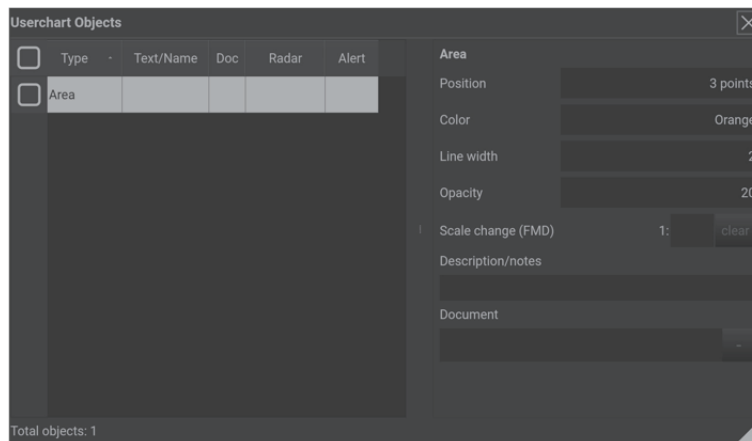 Userchart Objects
Type Text/Name Doc Radar Alert
Area
Area
Position 3 points
Color Orange
Line width 2
Opacity 20
Scale change (FMD) 1: clear
Description/notes
Document
Total objects: 1